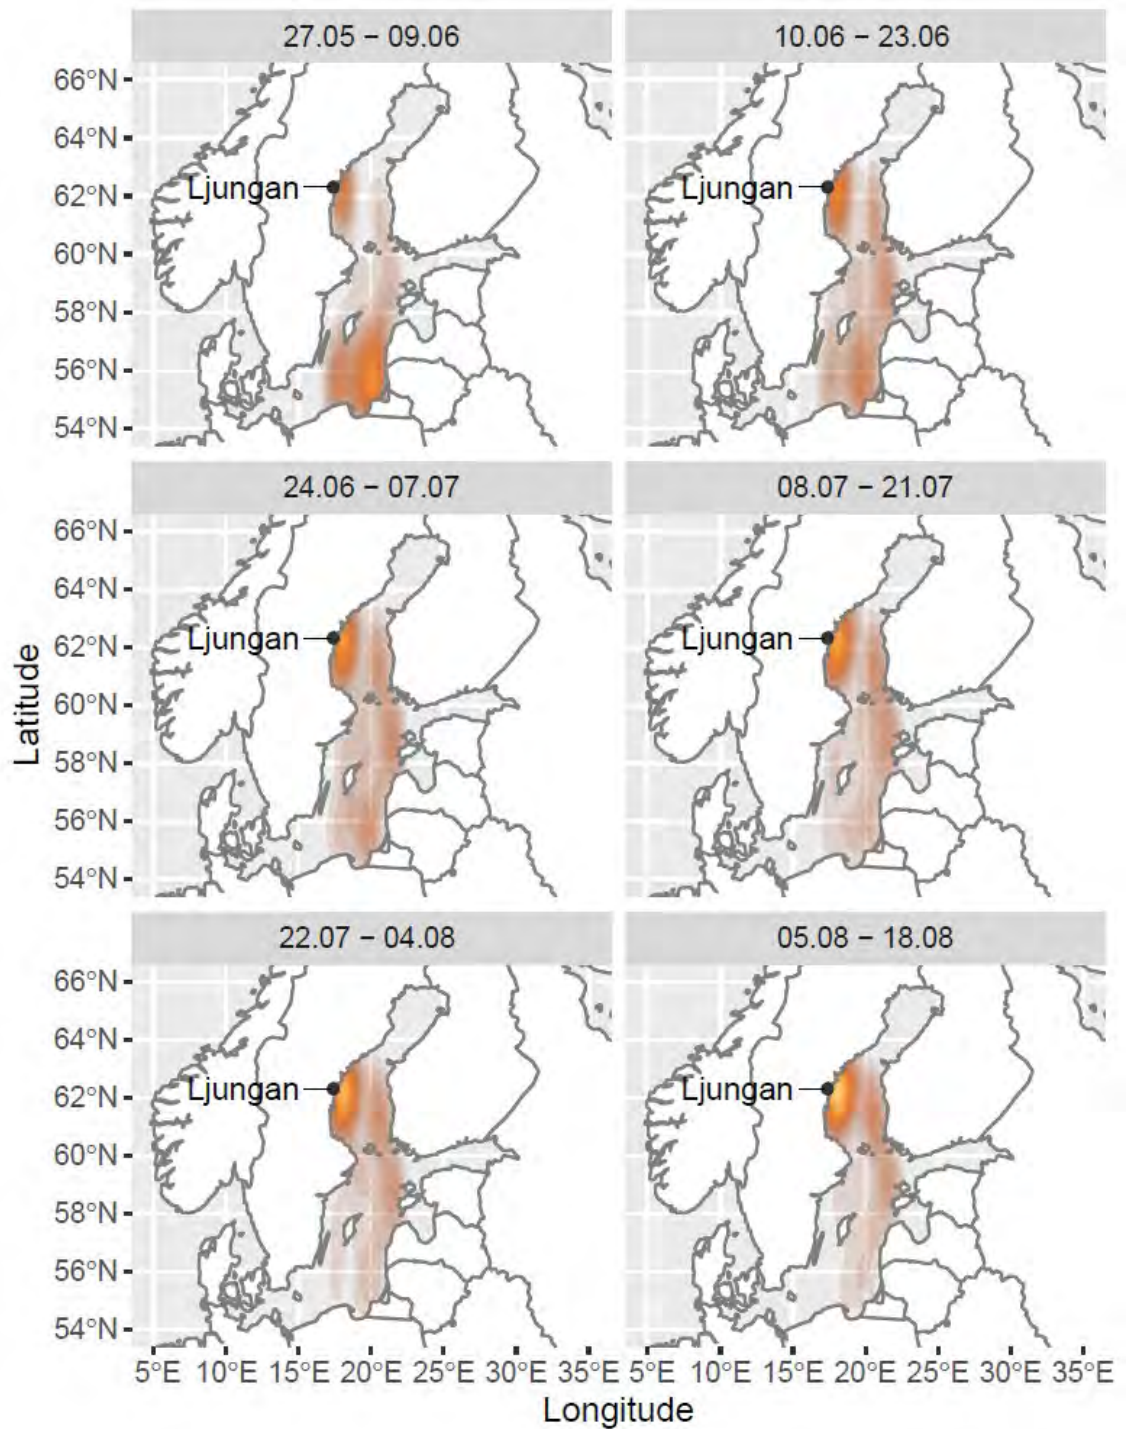 27.05 − 09.06
10.06 − 23.06
66°N
64°N
62°N
60°N
58°N
56°N
54°N
Ljungan
Ljungan
24.06 − 07.07
08.07 − 21.07
66°N
64°N
62°N
60°N
58°N
56°N
54°N
Ljungan
Ljungan
Latitude
22.07 − 04.08
05.08 − 18.08
66°N
64°N
62°N
60°N
58°N
56°N
54°N
Ljungan
Ljungan
5°E 10°E 15°E 20°E 25°E 30°E 35°E
5°E 10°E 15°E 20°E 25°E 30°E 35°E
Longitude